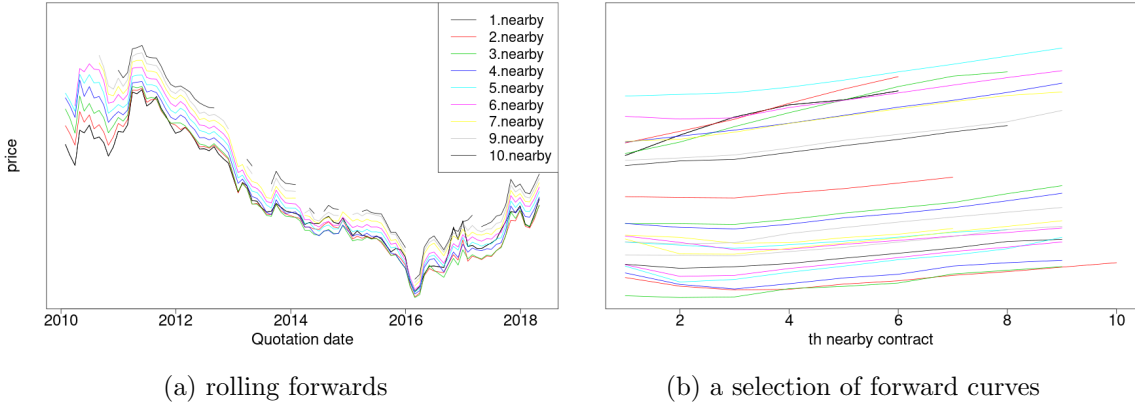 1.nearby
2.nearby
3.nearby
4.nearby
5.nearby
6.nearby
7.nearby
9.nearby
10.nearby
price
2010 2012 2014 2016 2018
Quotation date
2 4 6 8 10
th nearby contract
(a) rolling forwards
(b) a selection of forward curves